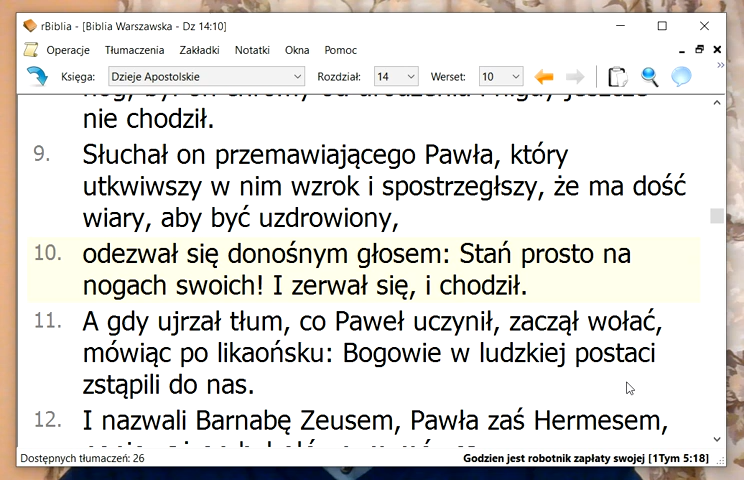 rBiblia - [Biblia Warszawska - Dz 14:10]
Operacje Tłumaczenia Zakładki Notatki Okna Pomoc
Księga: Dzieje Apostolskie Rozdział: 14 Werset: 10
nie chodził.
9. Słuchał on przemawiającego Pawła, który
utkwiwszy w nim wzrok i spostrzegłszy, że ma dość
wiary, aby być uzdrowiony,
10. odezwał się donośnym głosem: Stań prosto na
nogach swoich! I zerwał się, i chodził.
11. A gdy ujrzał tłum, co Paweł uczynił, zaczął wołać,
mówiąc po likaońsku: Bogowie w ludzkiej postaci
zstąpili do nas.
12. I nazwali Barnabę Zeusem, Pawła zaś Hermesem,
Dostępnych tłumaczeń: 26 Godzien jest robotnik zapłaty swojej [1Tym 5:18]